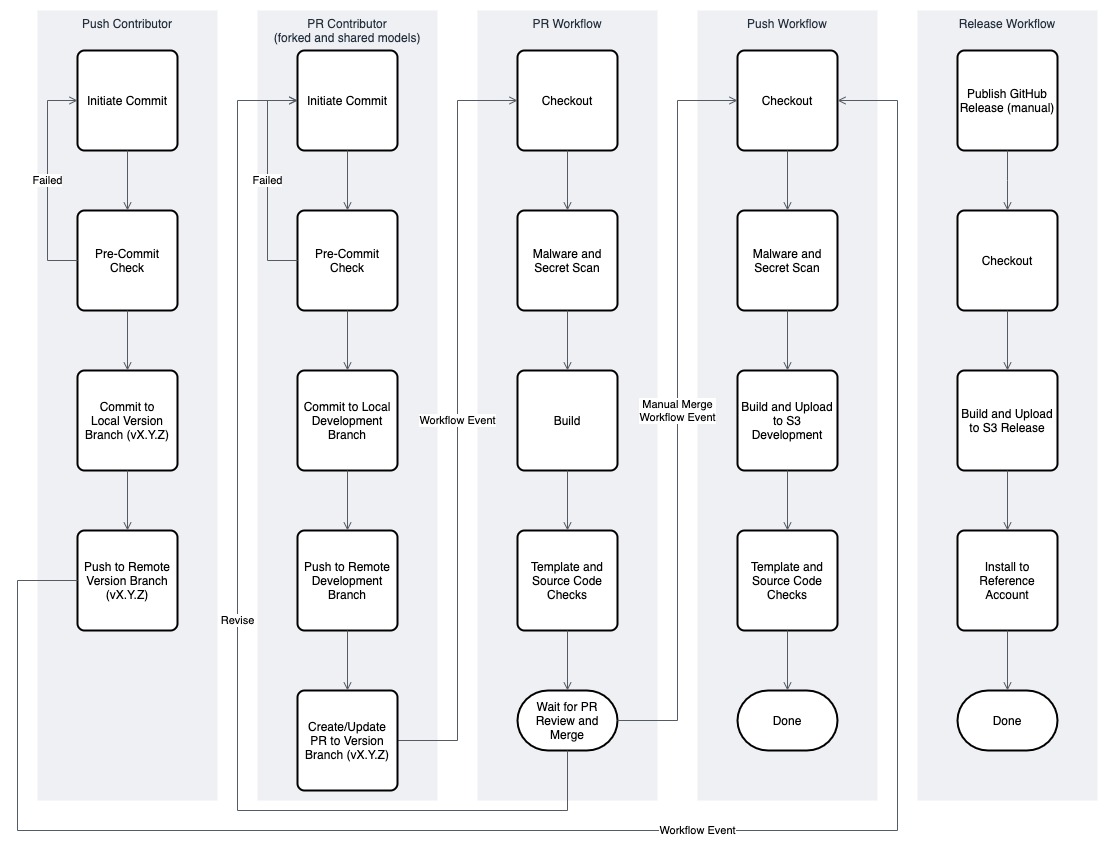 Push Contributor
Initiate Commit
Failed
Pre-Commit
Check
Commit to
Local Version
Branch (vX.Y.Z)
Push to Remote
Version Branch
(vX.Y.Z)
PR Contributor
(forked and shared models)
Initiate Commit
Failed
Pre-Commit
Check
Commit to Local
Development
Branch
Push to Remote
Development
Branch
Revise
Create/Update
PR to Version
Branch (vX.Y.Z)
Workflow Event
PR Workflow
Checkout
Malware and
Secret Scan
Build
Template and
Source Code
Checks
Wait for PR
Review and
Merge
Manual Merge
Workflow Event
Push Workflow
Checkout
Malware and
Secret Scan
Build and Upload
to S3
Development
Template and
Source Code
Checks
Done
Release Workflow
Publish GitHub
Release (manual)
Checkout
Build and Upload
to S3 Release
Install to
Reference
Account
Done
Workflow Event